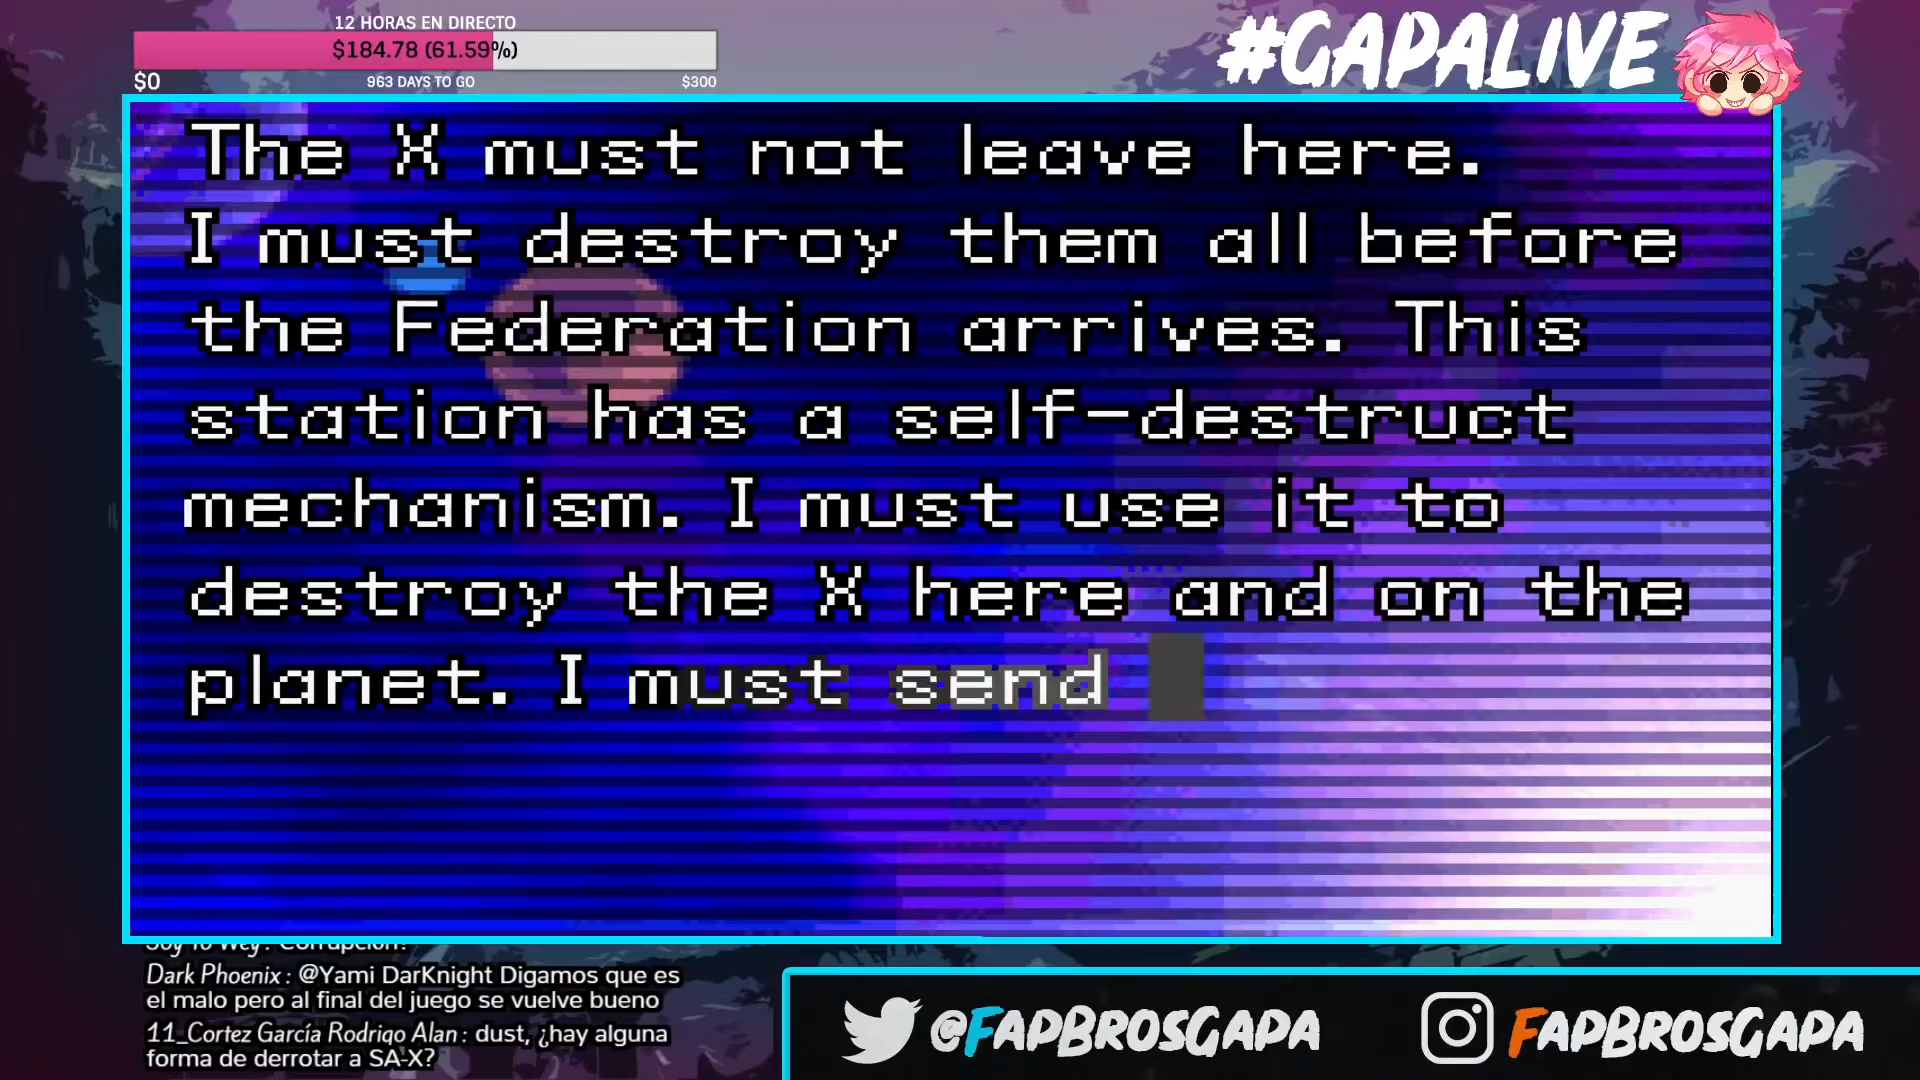 12 HORAS EN DIRECTO
$184.78 (61.59%)
$0
963 DAYS TO GO
$300
#GAPALIVE
The X must not leave here.
I must destroy them all before
the Federation arrives. This
station has a self-destruct
mechanism. I must use it to
destroy the X here and on the
planet. I must send
Soy Yo Wey: Corrupción?
Dark Phoenix : @Yami DarKnight Digamos que es
el malo pero al final del juego se vuelve bueno
11_Cortez García Rodrigo Alan : dust, ¿hay alguna
forma de derrotar a SA-X?
@FAPBROSGAPA
FAPBROSGAPA